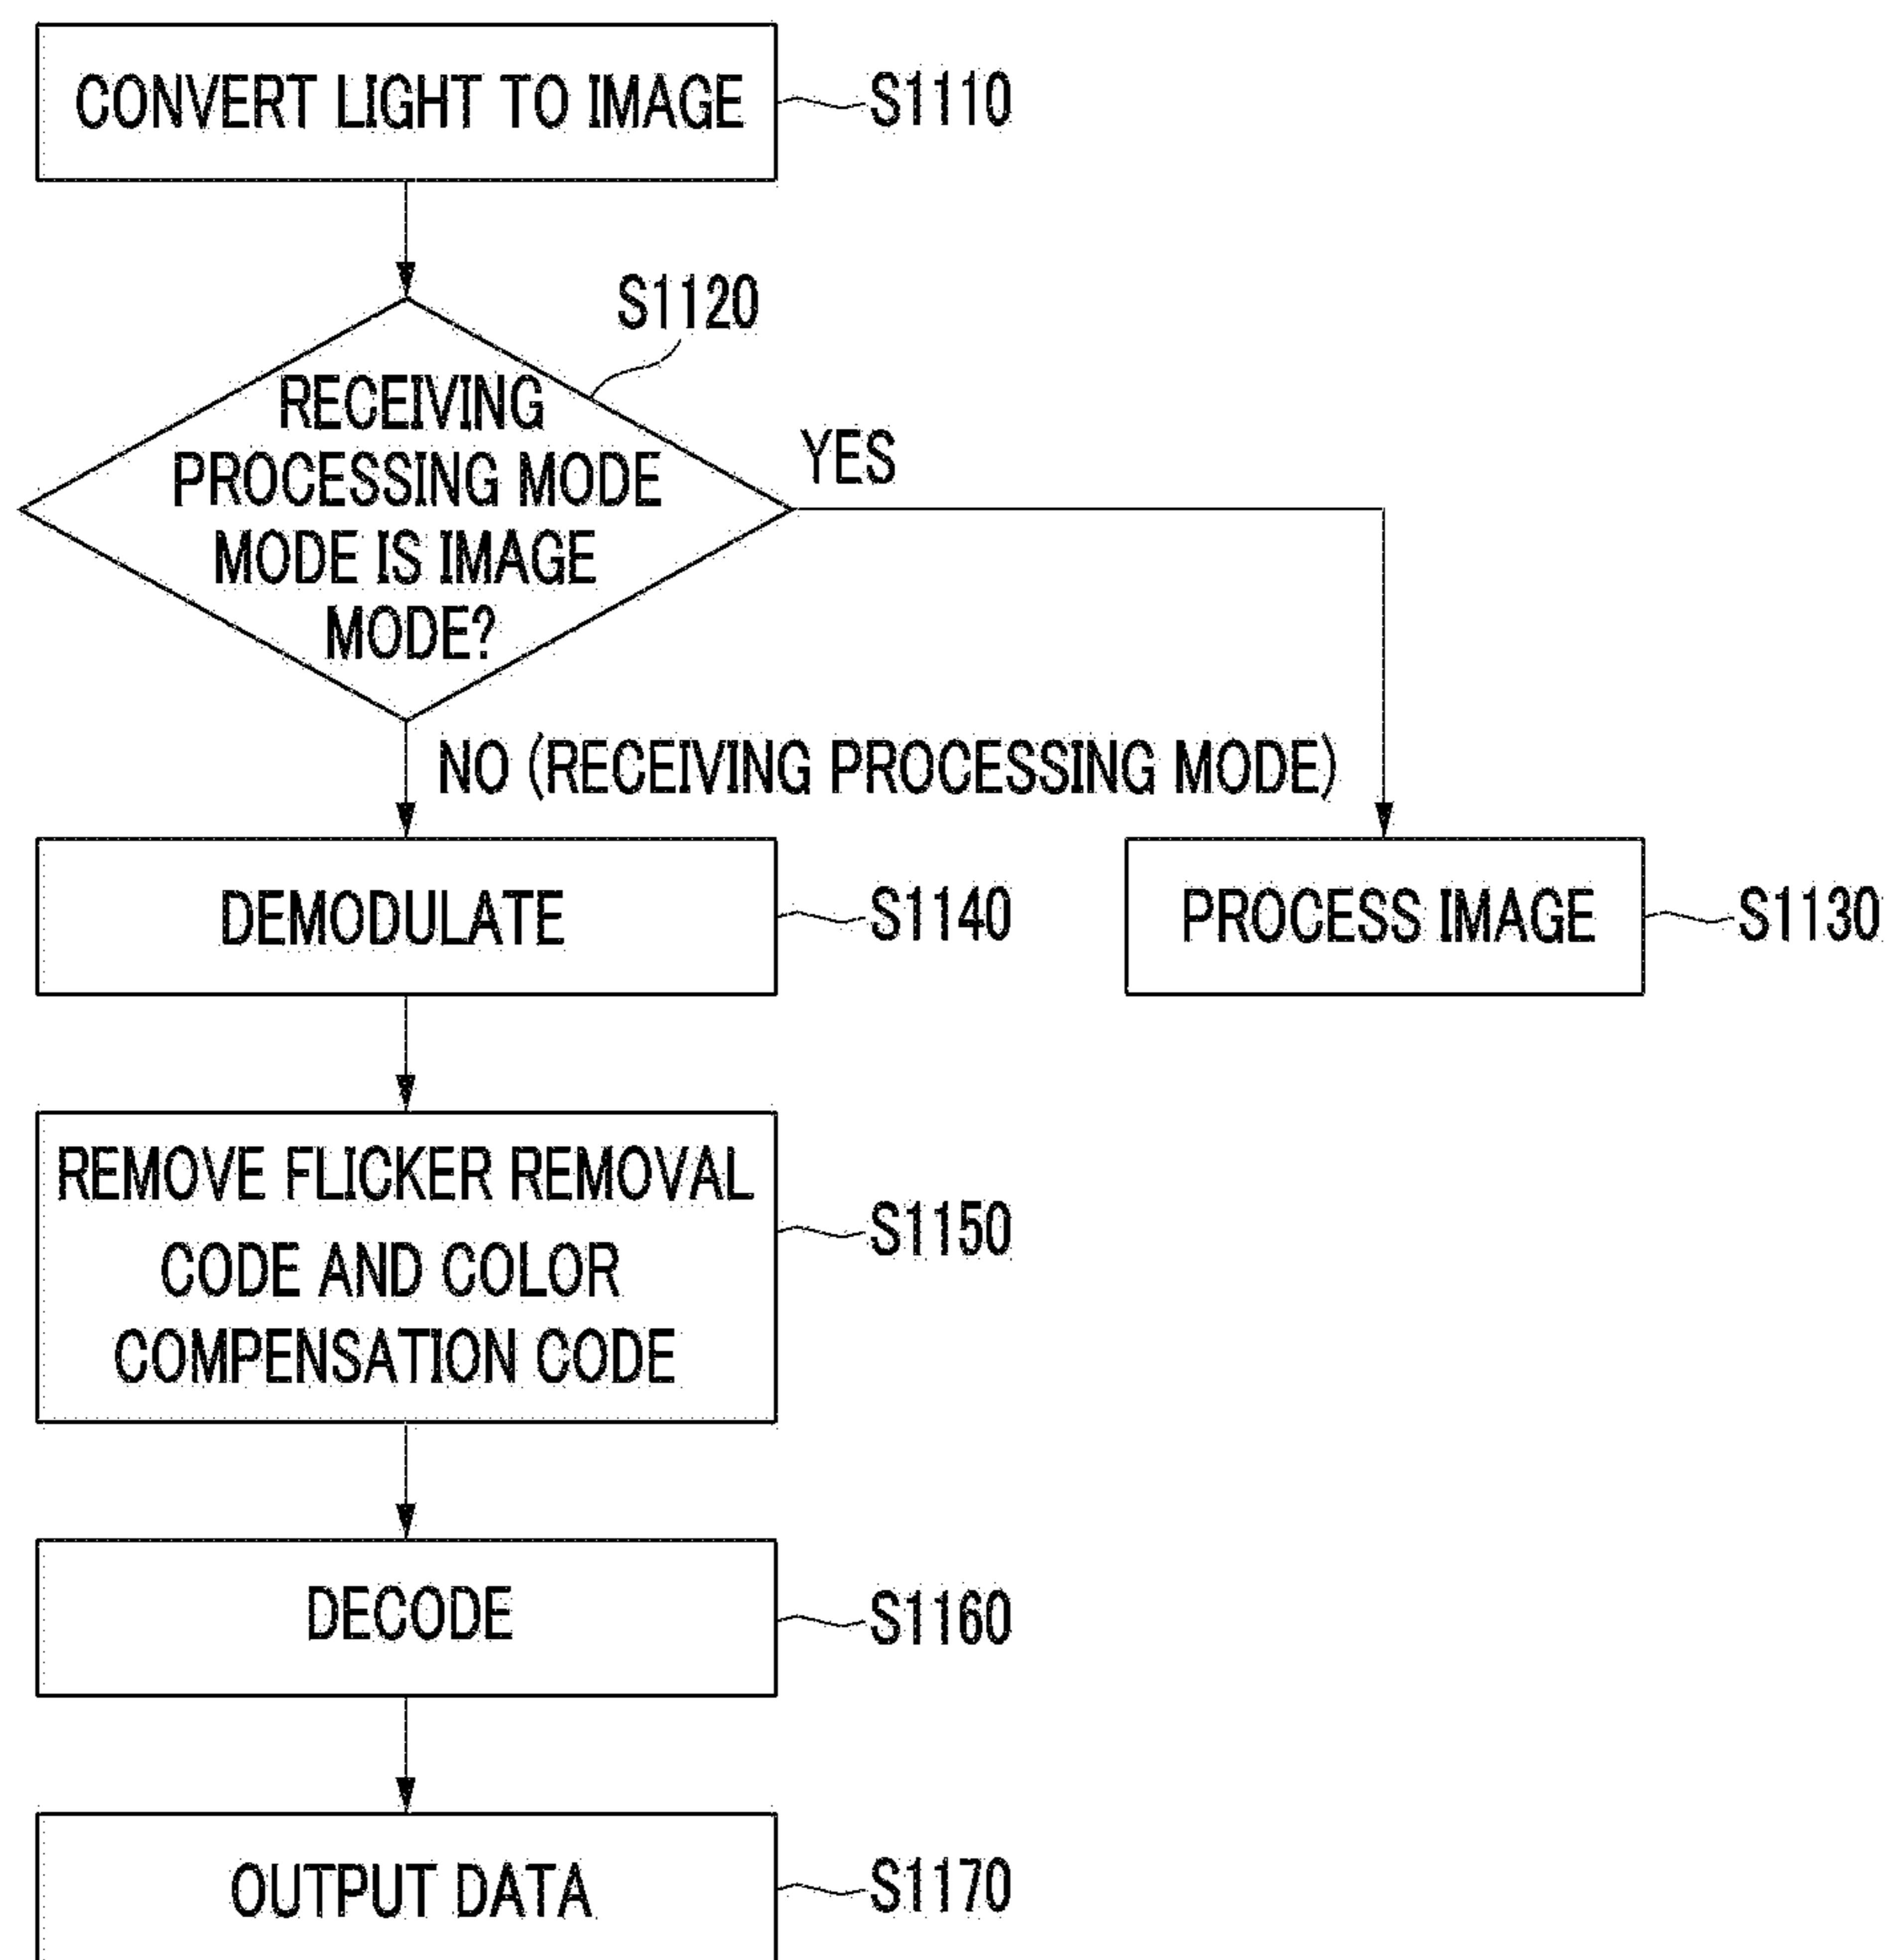 CONVERT LIGHT TO IMAGE
S1110
S1120
RECEIVING
PROCESSING MODE
MODE IS IMAGE
MODE?
YES
NO (RECEIVING PROCESSING MODE)
DEMODULATE
S1140
PROCESS IMAGE
S1130
REMOVE FLICKER REMOVAL
CODE AND COLOR
COMPENSATION CODE
S1150
DECODE
S1160
OUTPUT DATA
S1170